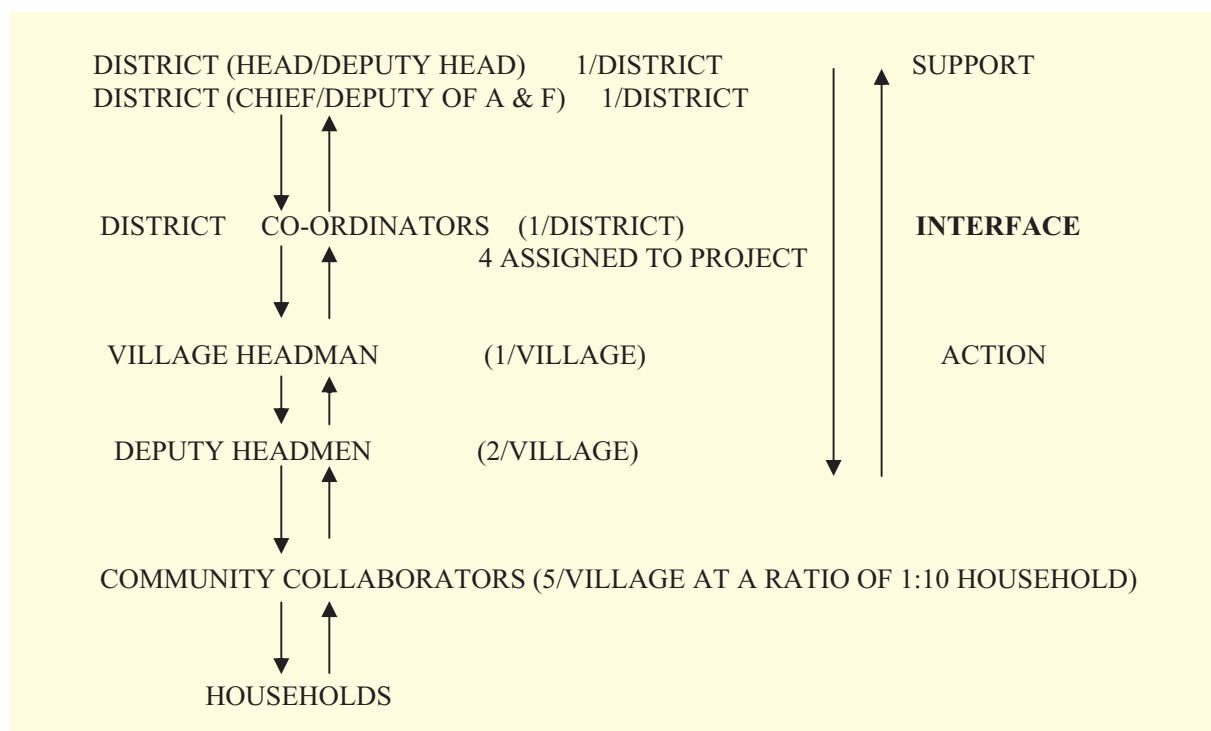 DISTRICT (HEAD/DEPUTY HEAD) 1/DISTRICT SUPPORT
DISTRICT (CHIEF/DEPUTY OF A & F) 1/DISTRICT
DISTRICT CO-ORDINATORS (1/DISTRICT) INTERFACE
4 ASSIGNED TO PROJECT
VILLAGE HEADMAN (1/VILLAGE) ACTION
DEPUTY HEADMEN (2/VILLAGE)
COMMUNITY COLLABORATORS (5/VILLAGE AT A RATIO OF 1:10 HOUSEHOLD)
HOUSEHOLDS